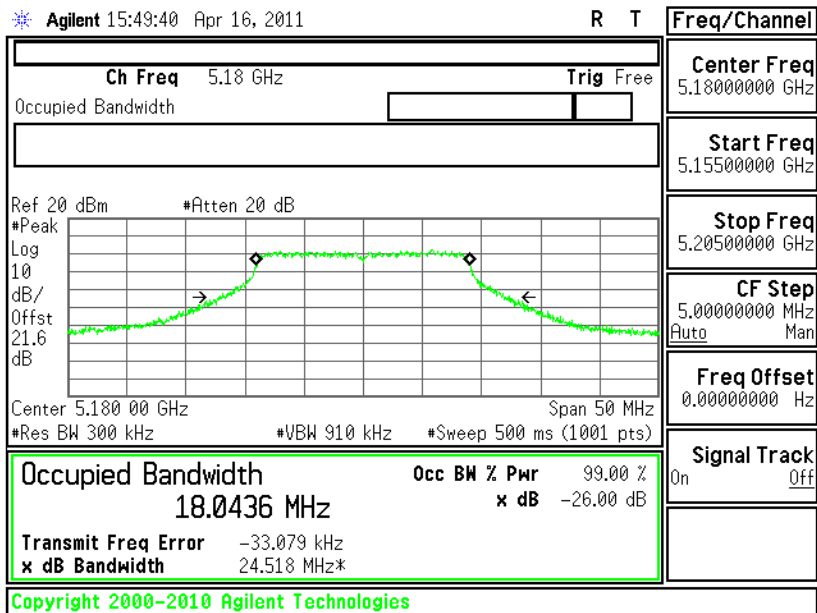 Agilent 15:49:40 Apr 16, 2011 R T
Ch Freq 5.18 GHz Trig Free
Occupied Bandwidth
Ref 20 dBm #Atten 20 dB
#Peak
Log
10
dB/
Offst
21.6
dB
Center 5.180 00 GHz Span 50 MHz
#Res BW 300 kHz #VBW 910 kHz #Sweep 500 ms (1001 pts)
Occupied Bandwidth Occ BW % Pwr 99.00 %
18.0436 MHz x dB -26.00 dB
Transmit Freq Error -33.079 kHz
x dB Bandwidth 24.518 MHz*
Copyright 2000-2010 Agilent Technologies
Freq/Channel
Center Freq
5.18000000 GHz
Start Freq
5.15500000 GHz
Stop Freq
5.20500000 GHz
CF Step
5.00000000 MHz
Auto Man
Freq Offset
0.00000000 Hz
Signal Track
On Off